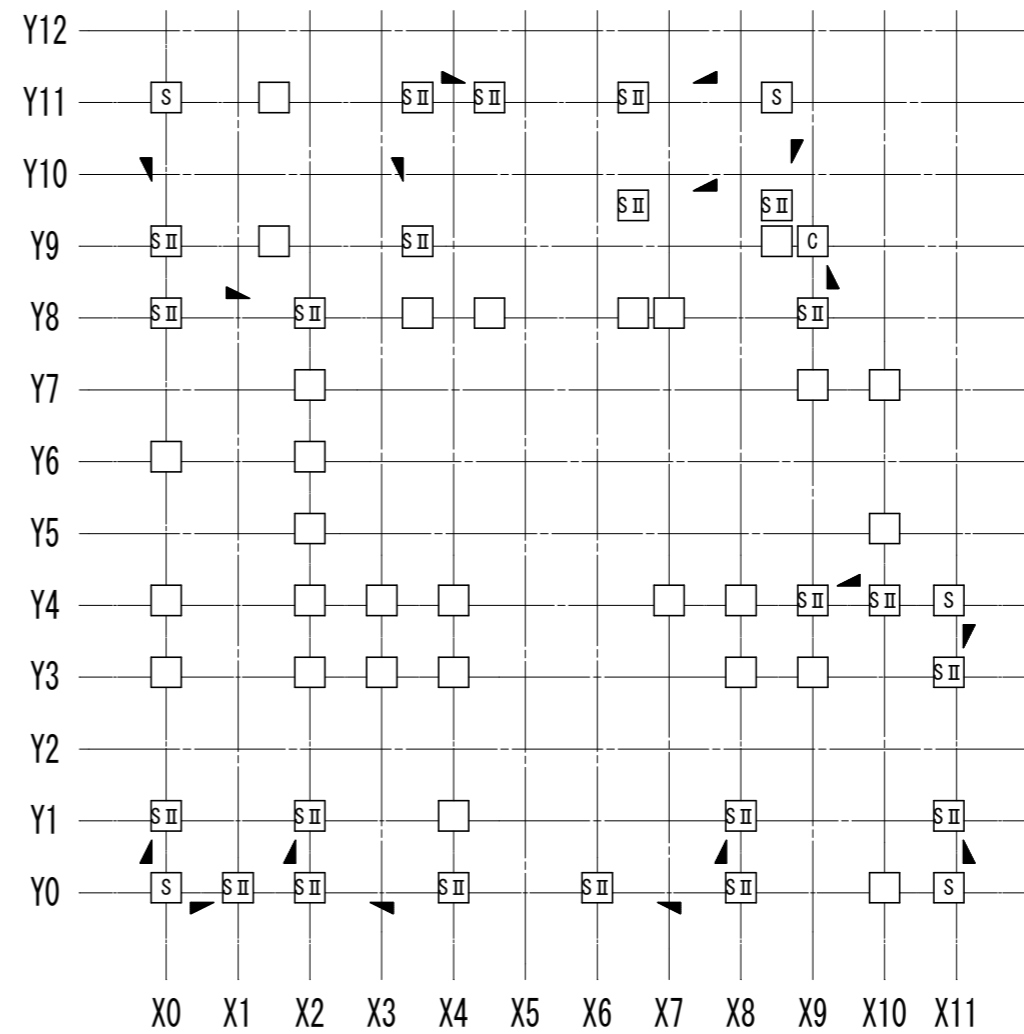 Y12
Y11 S SⅡ SⅡ SⅡ S
Y10
SⅡ SⅡ
Y9 SⅡ SⅡ C
Y8 SⅡ SⅡ SⅡ
Y7
Y6
Y5
Y4 SⅡ SⅡ S
Y3 SⅡ
Y2
Y1 SⅡ SⅡ SⅡ SⅡ
Y0 S SⅡ SⅡ SⅡ SⅡ SⅡ S
X0 X1 X2 X3 X4 X5 X6 X7 X8 X9 X10 X11